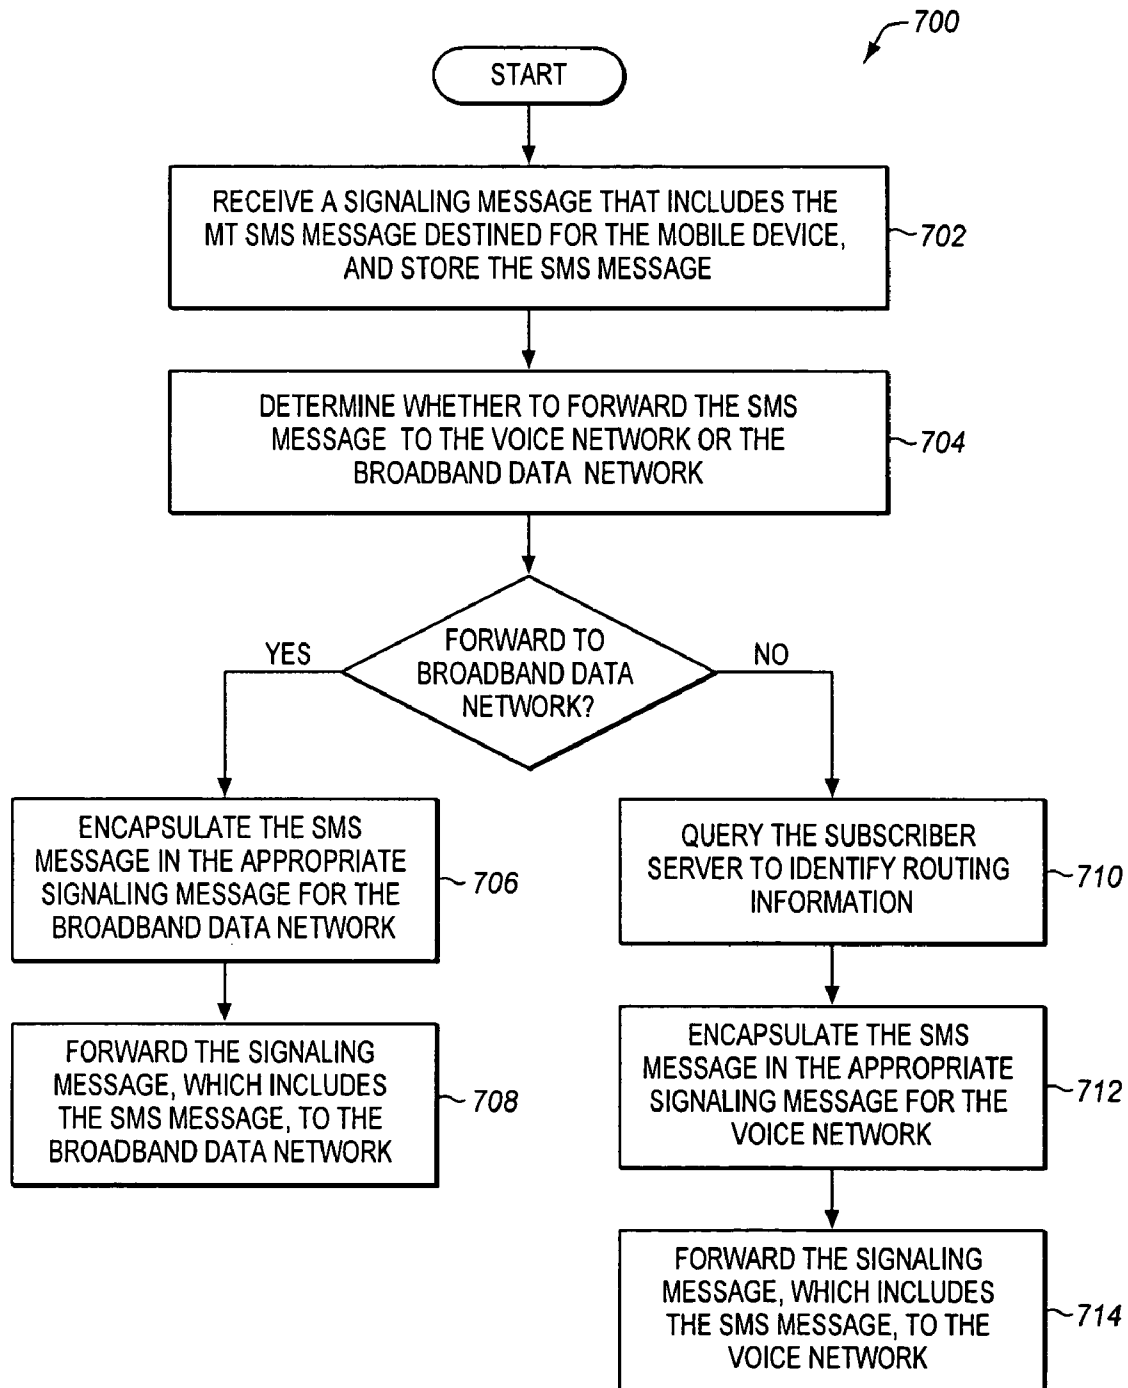 700
START
RECEIVE A SIGNALING MESSAGE THAT INCLUDES THE
MT SMS MESSAGE DESTINED FOR THE MOBILE DEVICE,
AND STORE THE SMS MESSAGE
702
DETERMINE WHETHER TO FORWARD THE SMS
MESSAGE TO THE VOICE NETWORK OR THE
BROADBAND DATA NETWORK
704
FORWARD TO
BROADBAND DATA
NETWORK?
YES
NO
ENCAPSULATE THE SMS
MESSAGE IN THE APPROPRIATE
SIGNALING MESSAGE FOR THE
BROADBAND DATA NETWORK
706
FORWARD THE SIGNALING
MESSAGE, WHICH INCLUDES
THE SMS MESSAGE, TO THE
BROADBAND DATA NETWORK
708
QUERY THE SUBSCRIBER
SERVER TO IDENTIFY ROUTING
INFORMATION
710
ENCAPSULATE THE SMS
MESSAGE IN THE APPROPRIATE
SIGNALING MESSAGE FOR THE
VOICE NETWORK
712
FORWARD THE SIGNALING
MESSAGE, WHICH INCLUDES
THE SMS MESSAGE, TO THE
VOICE NETWORK
714